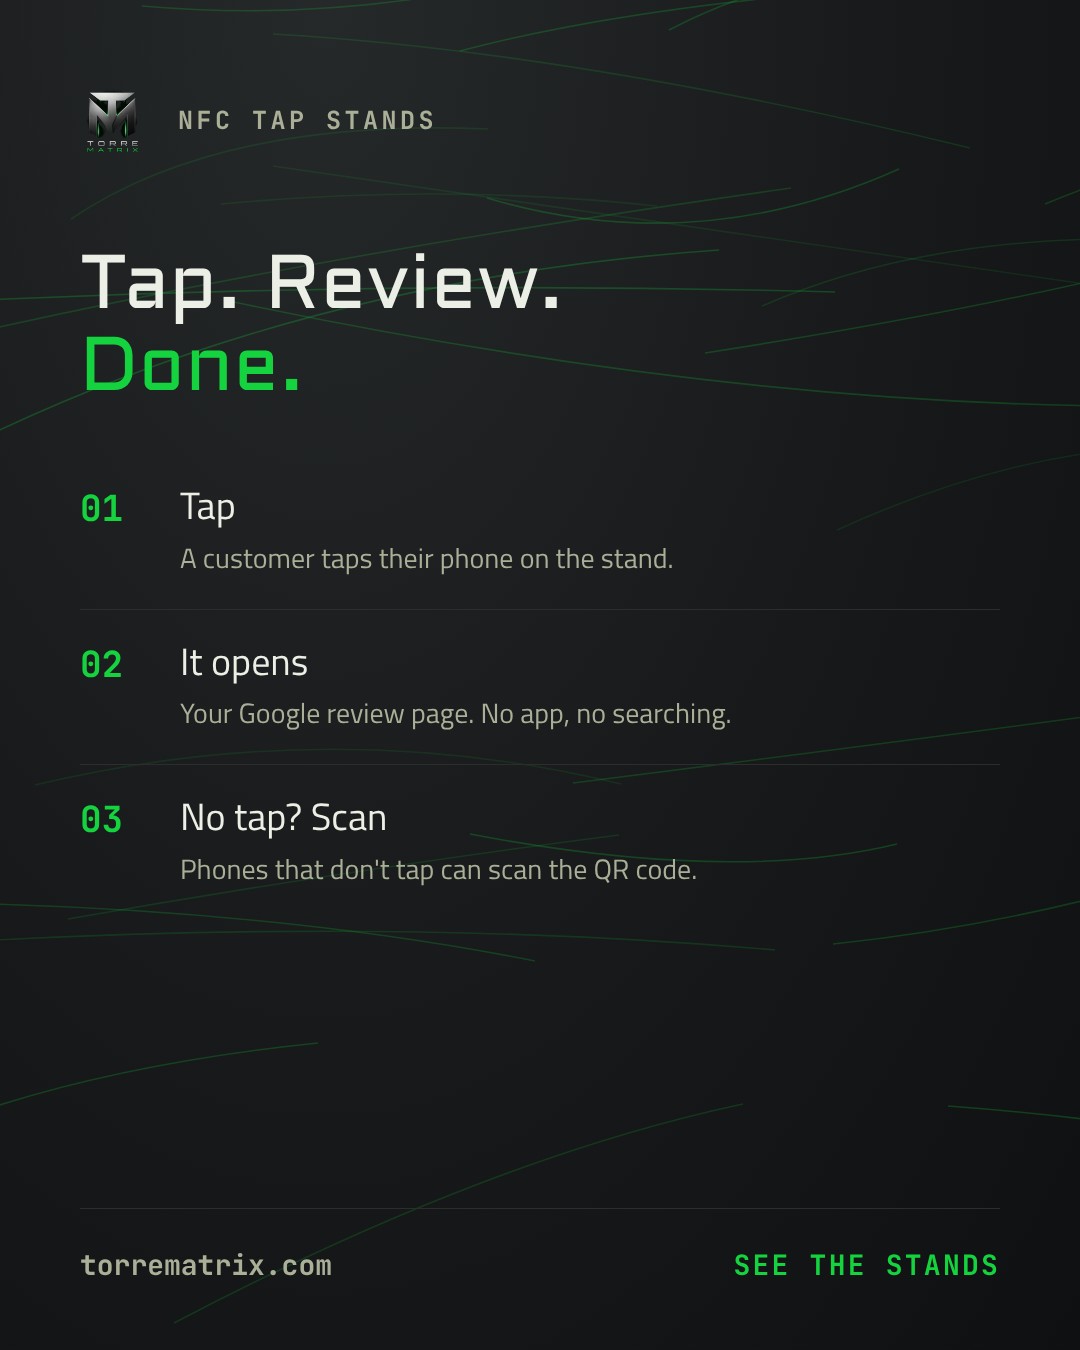 TORRE
MATRIX
NFC TAP STANDS
Tap. Review.
Done.
01 Tap
A customer taps their phone on the stand.
02 It opens
Your Google review page. No app, no searching.
03 No tap? Scan
Phones that don't tap can scan the QR code.
torrematrix.com
SEE THE STANDS